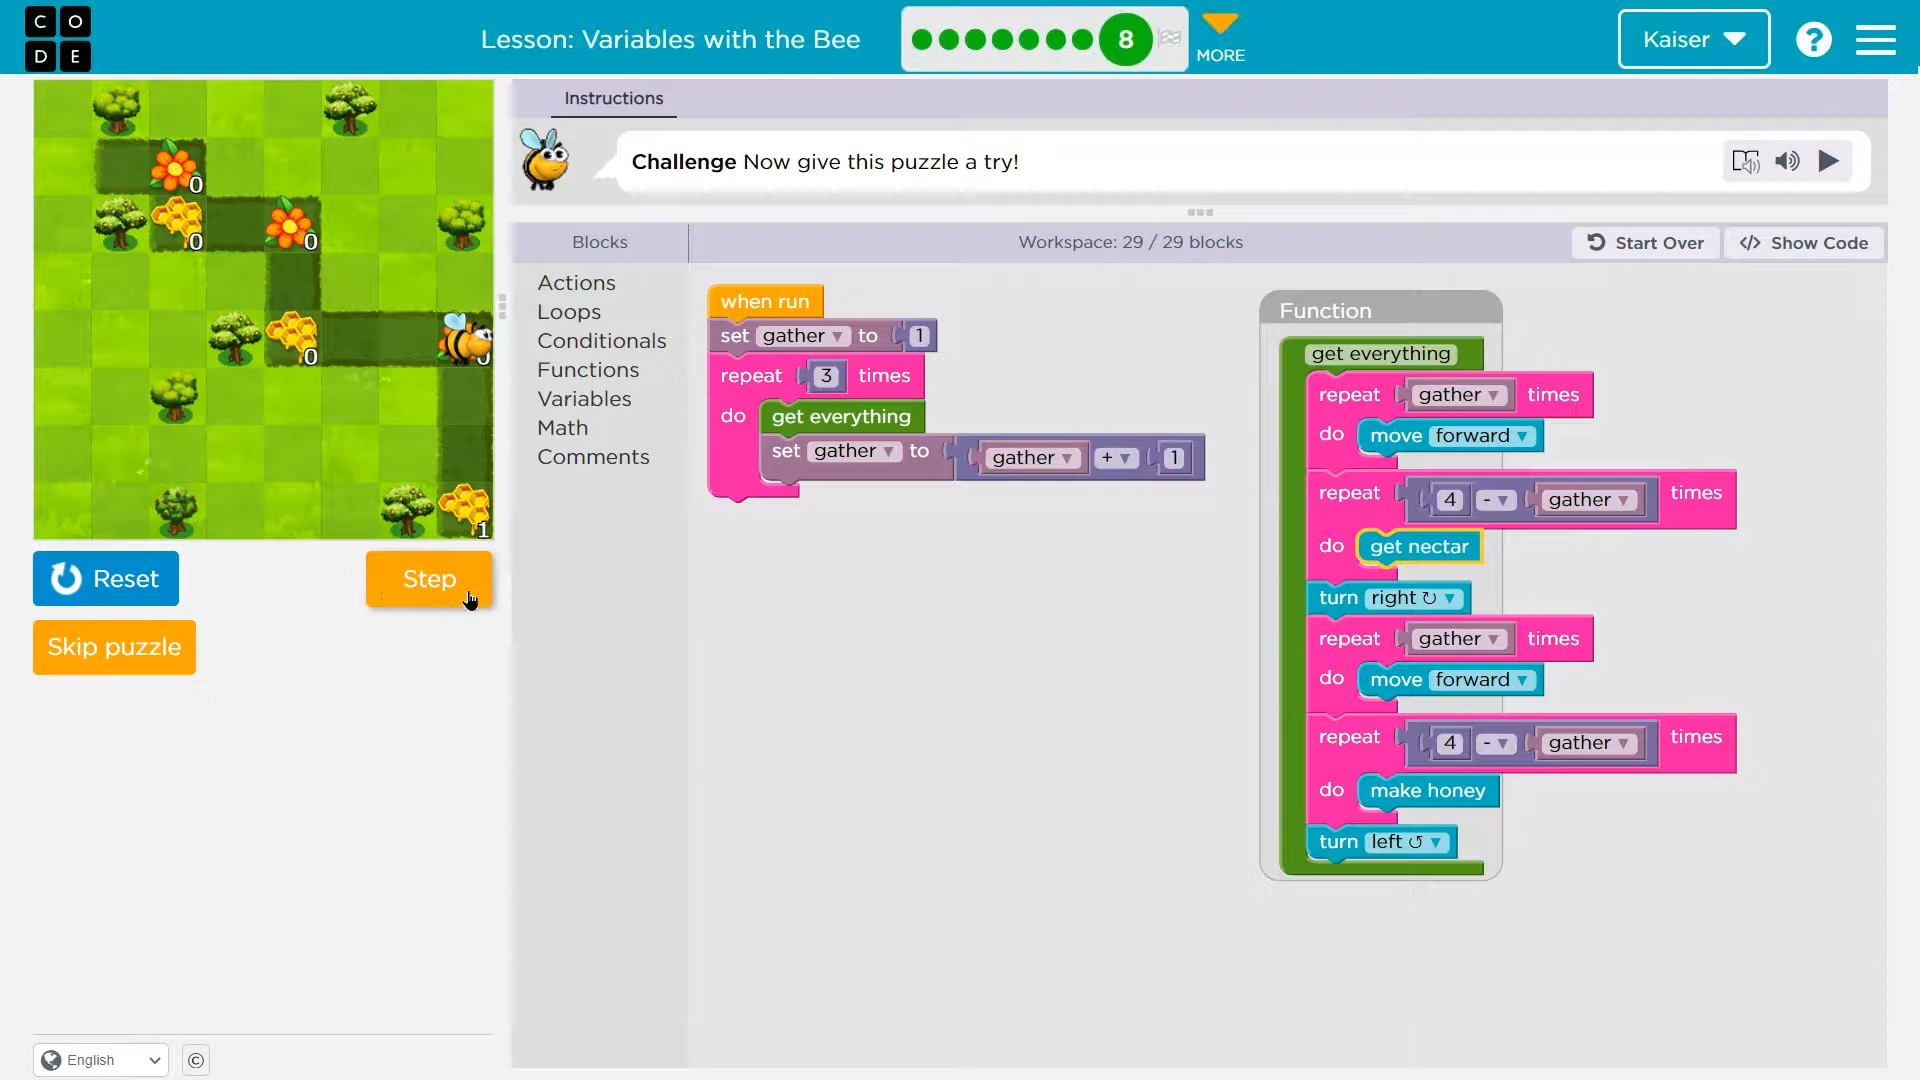 C O
D E
Lesson: Variables with the Bee
8
MORE
Kaiser
?
Instructions
Challenge Now give this puzzle a try!
Blocks
Workspace: 29 / 29 blocks
Start Over
</> Show Code
Actions
Loops
Conditionals
Functions
Variables
Math
Comments
when run
set gather ▼ to 1
repeat 3 times
do get everything
set gather ▼ to gather ▼ + ▼ 1
Function
get everything
repeat gather ▼ times
do move forward ▼
repeat 4 - ▼ gather ▼ times
do get nectar
turn right ↻ ▼
repeat gather ▼ times
do move forward ▼
repeat 4 - ▼ gather ▼ times
do make honey
turn left ↺ ▼
0
0
0
0
0
1
Reset
Step
Skip puzzle
English
©